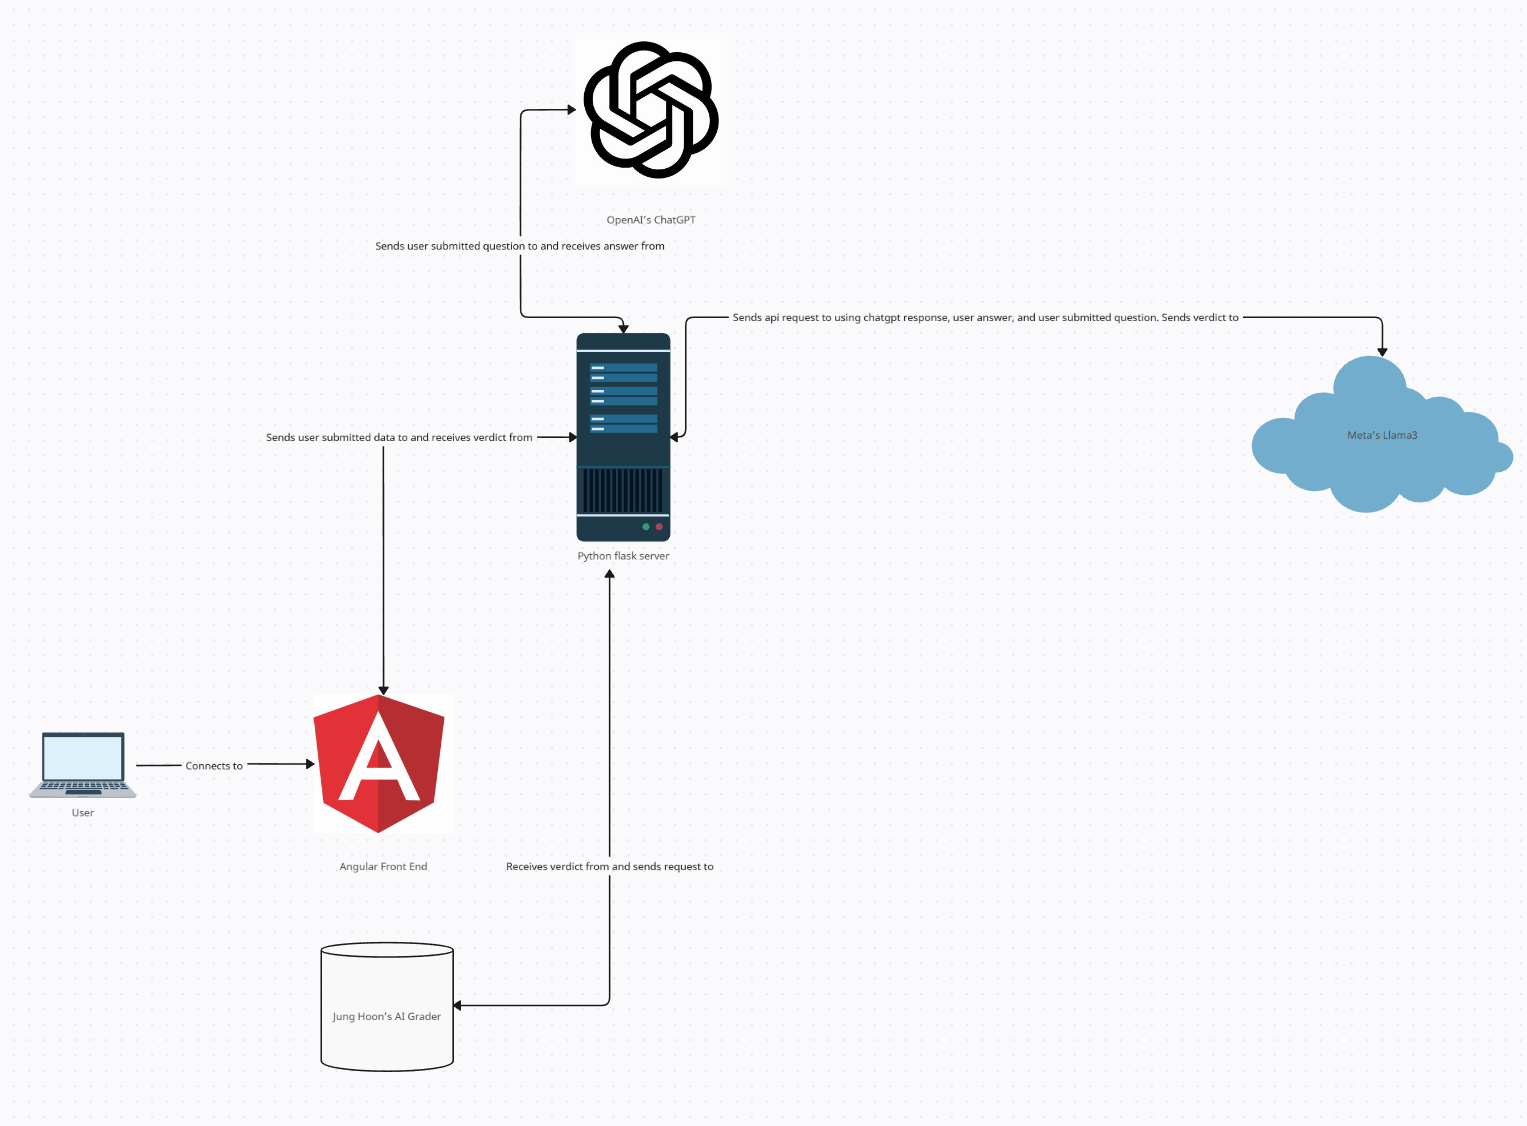 OpenAI's ChatGPT
Sends user submitted question to and receives answer from
Sends api request to using chatgpt response, user answer, and user submitted question. Sends verdict to
Meta's Llama3
Sends user submitted data to and receives verdict from
Python flask server
Connects to
User
Angular Front End
Receives verdict from and sends request to
Jung Hoon's AI Grader